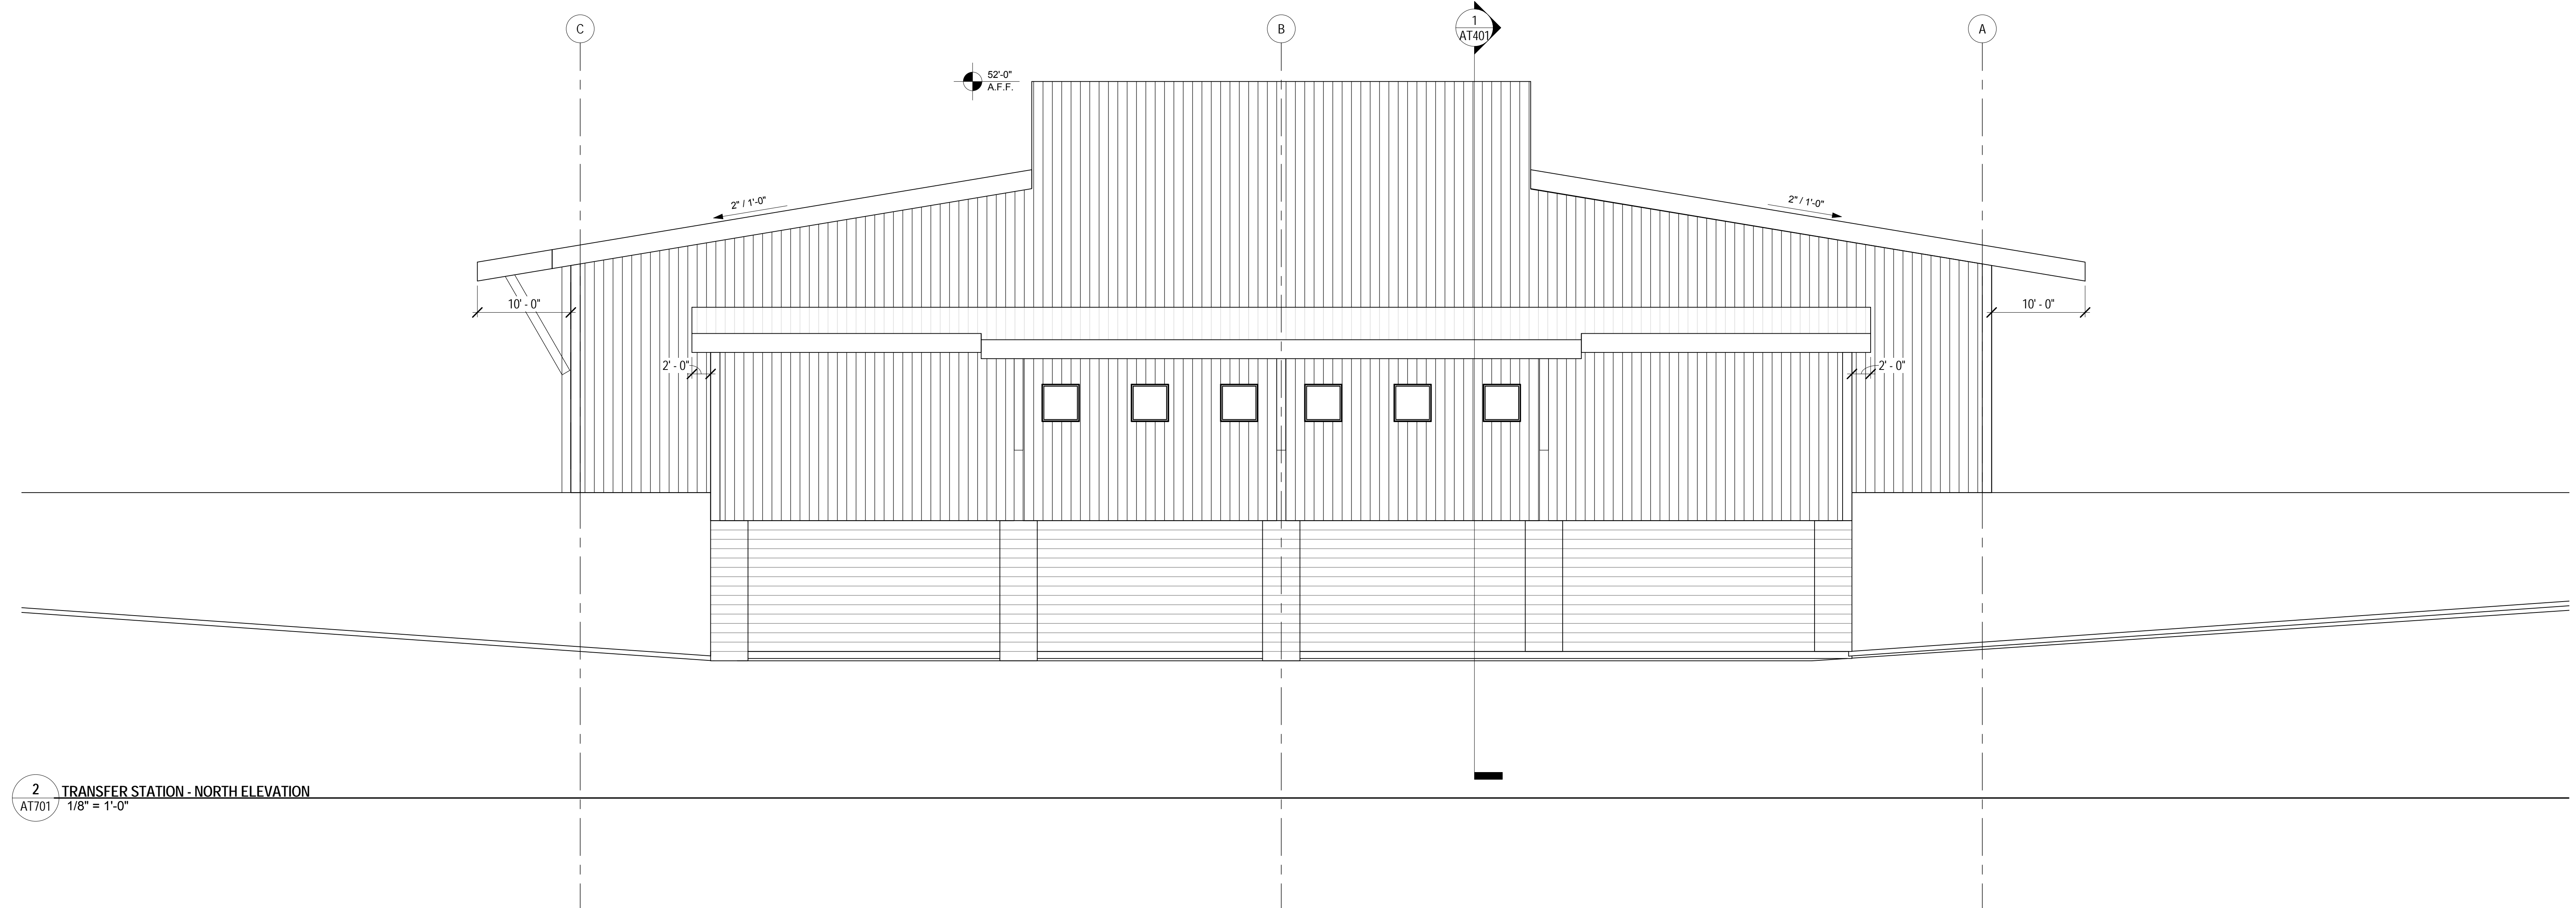 C
B
1
AT401
A
52'-0"
A.F.F.
2" / 1'-0"
2" / 1'-0"
10' - 0"
10' - 0"
2' - 0"
2' - 0"
2
AT701
TRANSFER STATION - NORTH ELEVATION
1/8" = 1'-0"